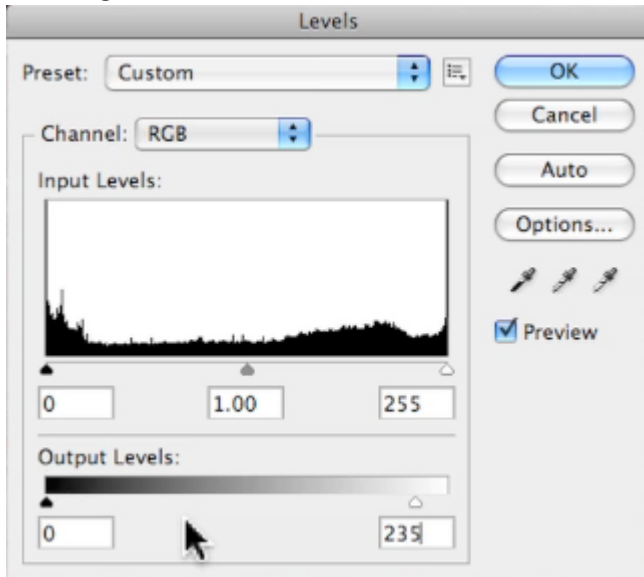 Levels
Preset: Custom
OK
Cancel
Channel: RGB
Auto
Input Levels:
Options...
Preview
0 1.00 255
Output Levels:
0 235